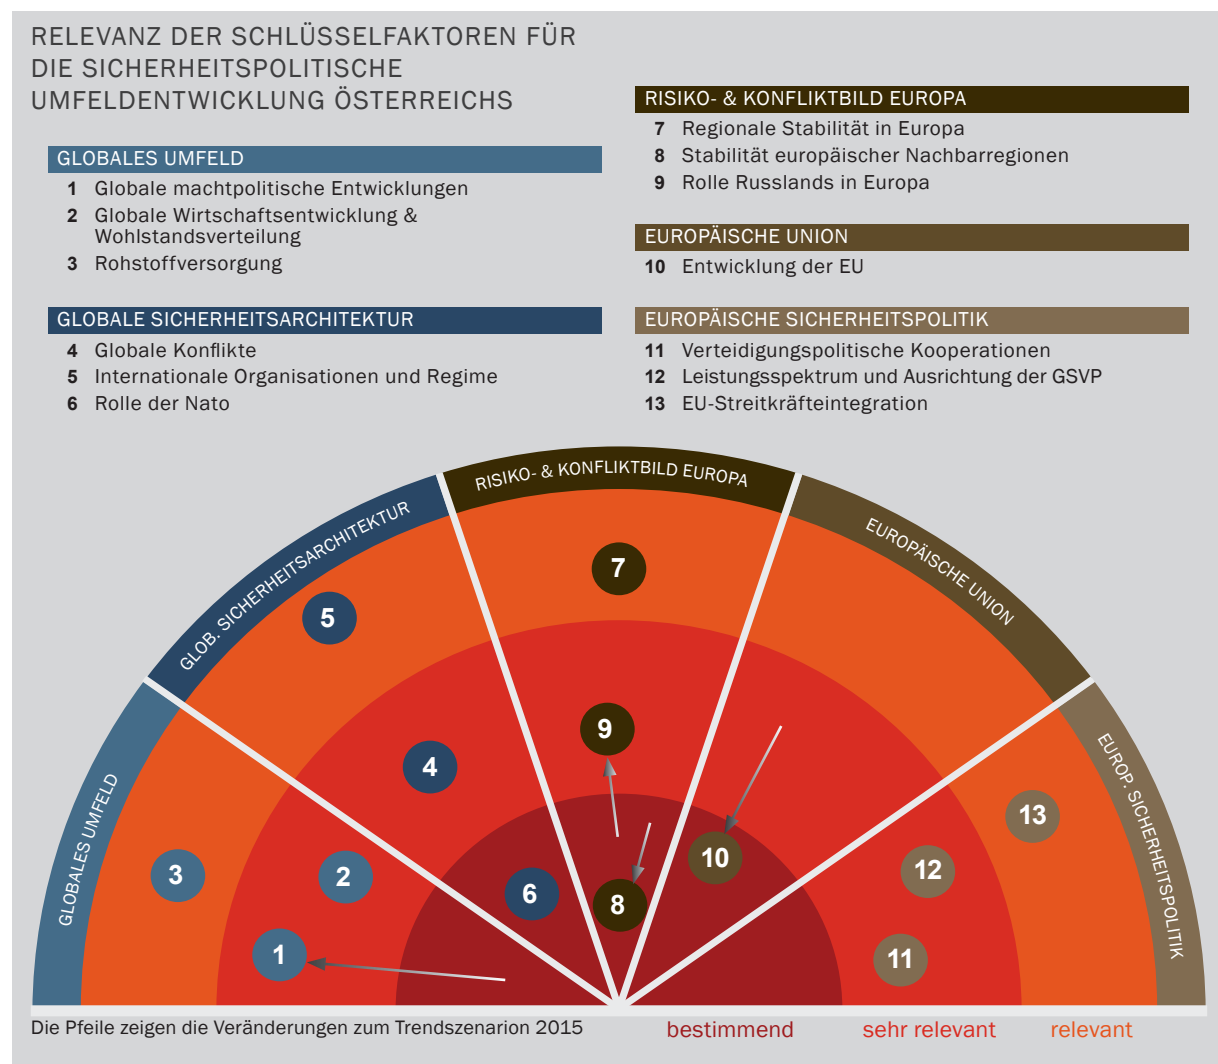 RELEVANZ DER SCHLÜSSELFAKTOREN FÜR
DIE SICHERHEITSPOLITISCHE
UMFELDENTWICKLUNG ÖSTERREICHS
GLOBALES UMFELD
1 Globale machtpolitische Entwicklungen
2 Globale Wirtschaftsentwicklung &
Wohlstandsverteilung
3 Rohstoffversorgung
GLOBALE SICHERHEITSARCHITEKTUR
4 Globale Konflikte
5 Internationale Organisationen und Regime
6 Rolle der Nato
RISIKO- & KONFLIKTBILD EUROPA
7 Regionale Stabilität in Europa
8 Stabilität europäischer Nachbarregionen
9 Rolle Russlands in Europa
EUROPÄISCHE UNION
10 Entwicklung der EU
EUROPÄISCHE SICHERHEITSPOLITIK
11 Verteidigungspolitische Kooperationen
12 Leistungsspektrum und Ausrichtung der GSVP
13 EU-Streitkräfteintegration
GLOBALES UMFELD
GLOB. SICHERHEITSARCHITEKTUR
RISIKO- & KONFLIKTBILD EUROPA
EUROPÄISCHE UNION
EUROP. SICHERHEITSPOLITIK
7
5
9
4
13
10
12
3
2
6
8
1
11
Die Pfeile zeigen die Veränderungen zum Trendszenarion 2015
bestimmend
sehr relevant
relevant